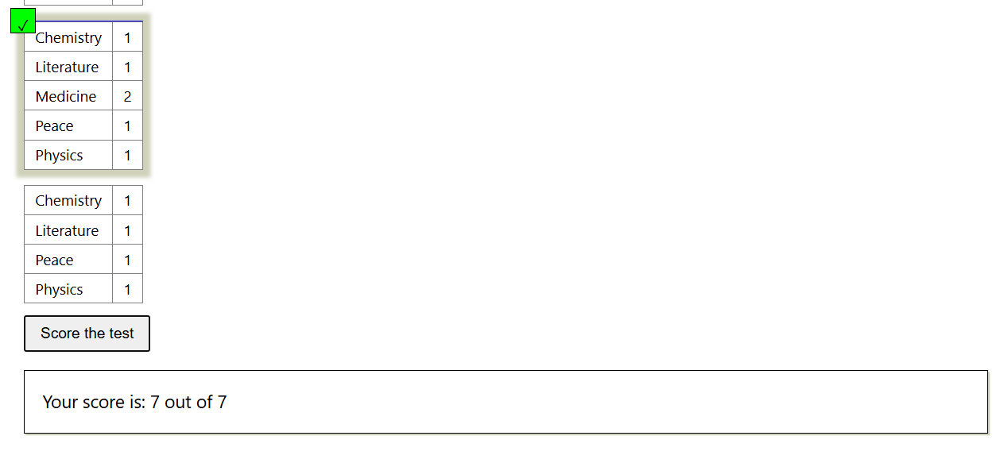 ✓
Chemistry 1
Literature 1
Medicine 2
Peace 1
Physics 1
Chemistry 1
Literature 1
Peace 1
Physics 1
Score the test
Your score is: 7 out of 7